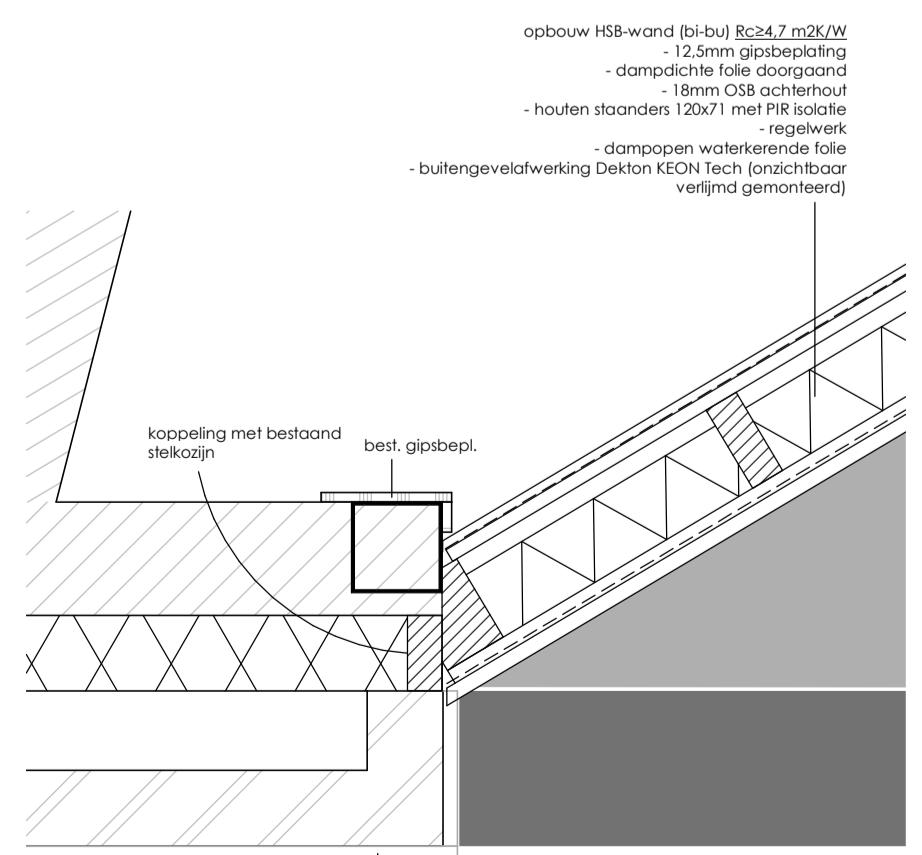 opbouw HSB-wand (bi-bu) Rc≥4,7 m2K/W
- 12,5mm gipsbeplating
- dampdichte folie doorgaand
- 18mm OSB achterhout
- houten staanders 120x71 met PIR isolatie
- regelwerk
- dampopen waterkerende folie
- buitengevelafwerking Dekton KEON Tech (onzichtbaar
verlijmd gemonteerd)
koppeling met bestaand
stelkozijn
best. gipsbepl.